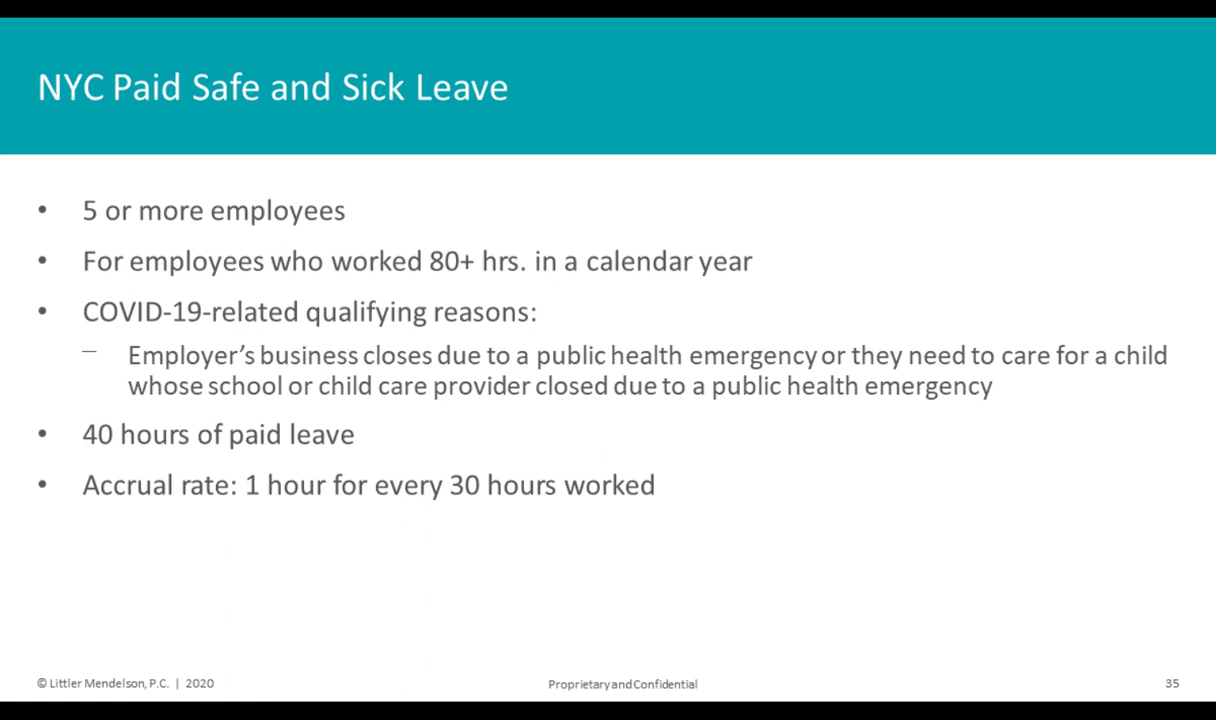 NYC Paid Safe and Sick Leave
• 5 or more employees
• For employees who worked 80+ hrs. in a calendar year
• COVID-19-related qualifying reasons:
– Employer’s business closes due to a public health emergency or they need to care for a child
whose school or child care provider closed due to a public health emergency
• 40 hours of paid leave
• Accrual rate: 1 hour for every 30 hours worked
© Littler Mendelson, P.C. | 2020
Proprietary and Confidential
35